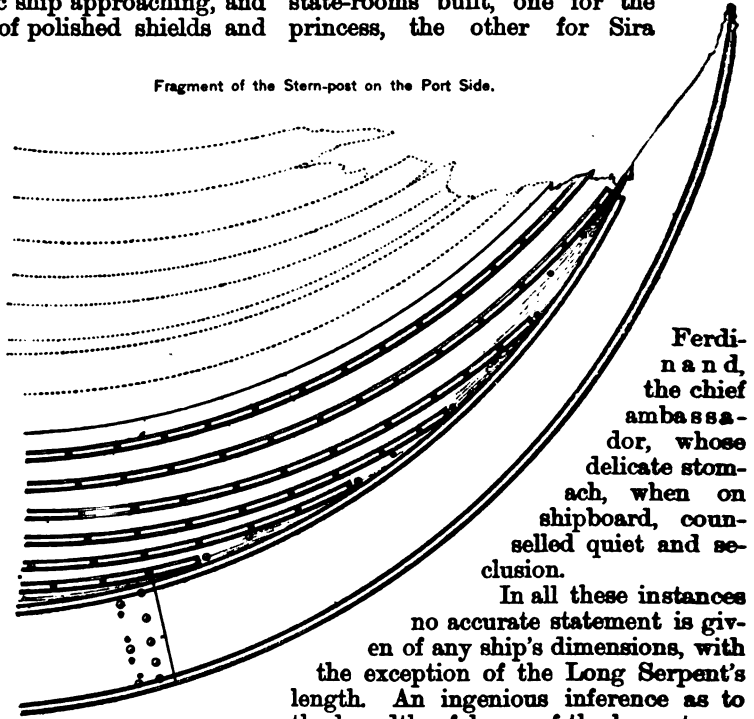 ship approaching, and
of polished shields and
state-rooms built, one for the
princess, the other for Sira
Fragment of the Stern-post on the Port Side.
Ferdi-
nand,
the chief
ambassa-
dor, whose
delicate stom-
ach, when on
shipboard, coun-
selled quiet and se-
clusion.
In all these instances
no accurate statement is giv-
en of any ship's dimensions, with
the exception of the Long Serpent's
length. An ingenious inference as to